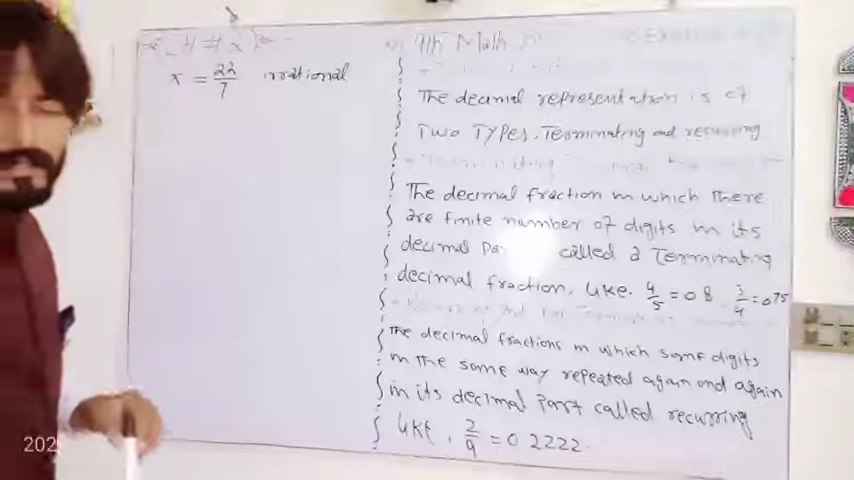 x = 22/7 irrational
9th Math
The decimal representation is of
Two Types. Terminating and recurring
The decimal fraction in which There
are finite number of digits in its
decimal Part called a Terminating
decimal fraction. Like. 4/5 = 0.8, 3/4 = 0.75
The decimal fractions in which some digits
in the same way repeated again and again
in its decimal Part called recurring
Like, 2/9 = 0.2222
202